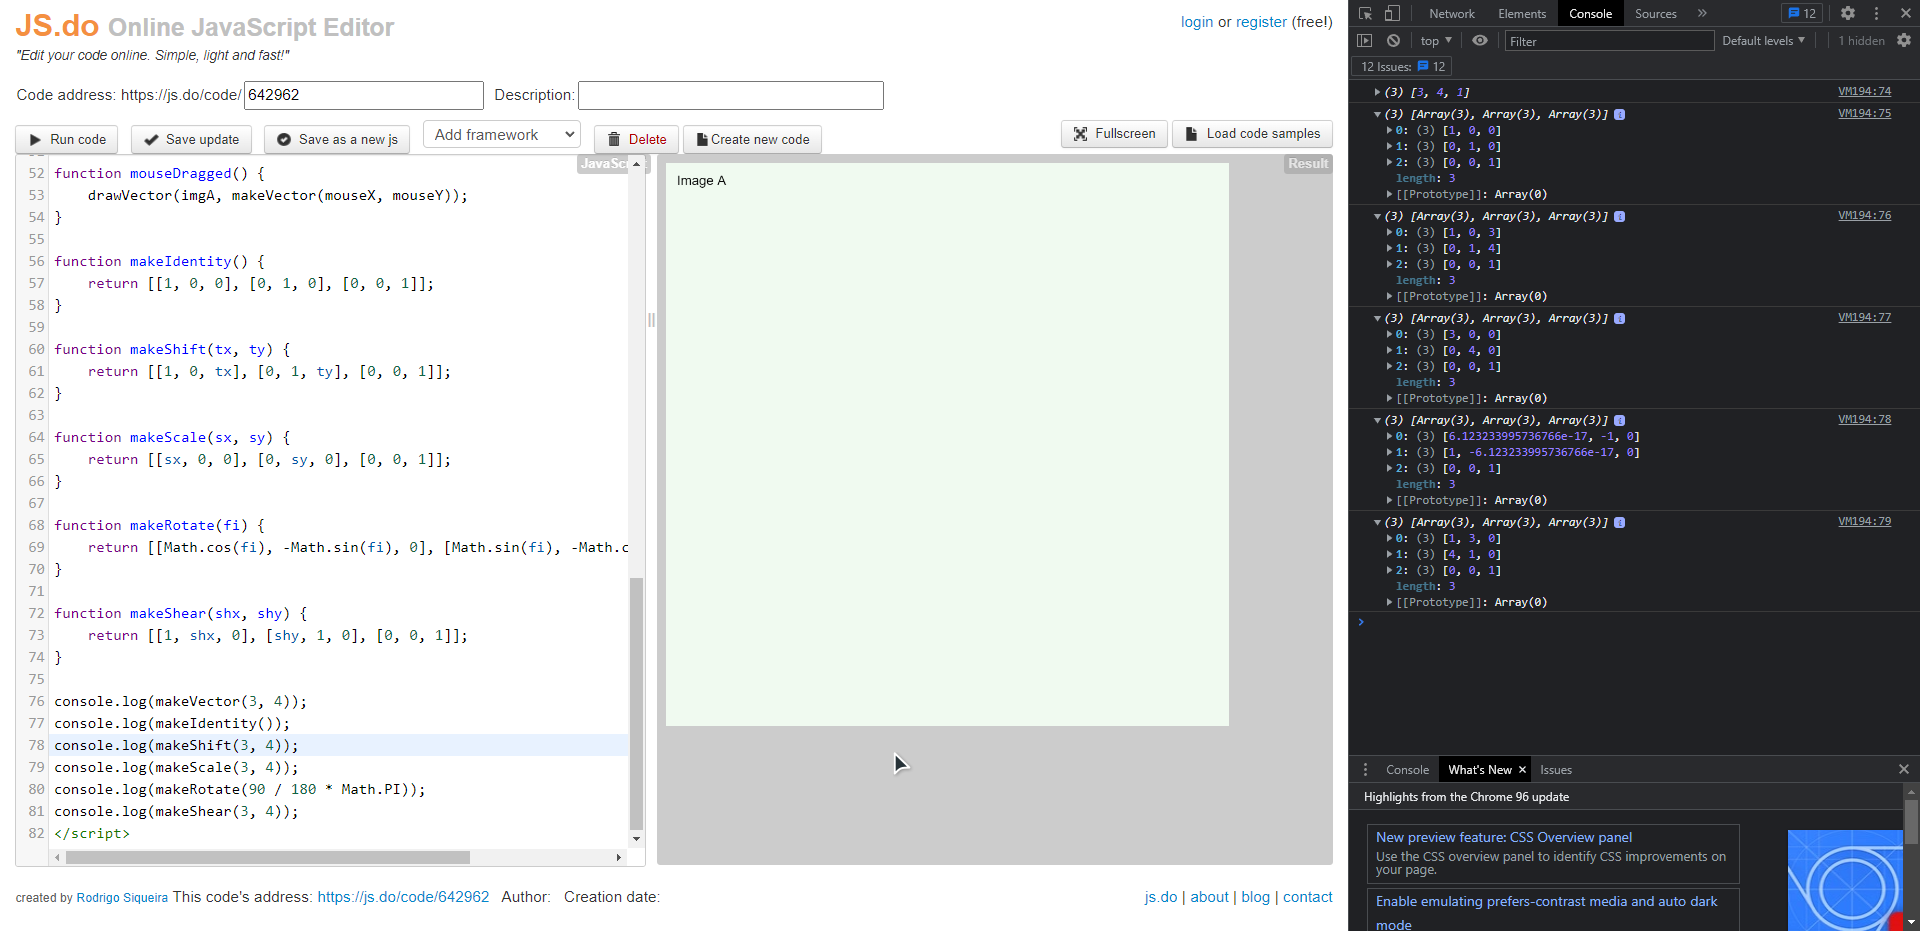 JS.do Online JavaScript Editor
login or register (free!)
"Edit your code online. Simple, light and fast!"
Code address: https://js.do/code/ 642962 Description:
Run code Save update Save as a new js Add framework Delete Create new code Fullscreen Load code samples
JavaSc
52 function mouseDragged() {
53 drawVector(imgA, makeVector(mouseX, mouseY));
54 }
55
56 function makeIdentity() {
57 return [[1, 0, 0], [0, 1, 0], [0, 0, 1]];
58 }
59
60 function makeShift(tx, ty) {
61 return [[1, 0, tx], [0, 1, ty], [0, 0, 1]];
62 }
63
64 function makeScale(sx, sy) {
65 return [[sx, 0, 0], [0, sy, 0], [0, 0, 1]];
66 }
67
68 function makeRotate(fi) {
69 return [[Math.cos(fi), -Math.sin(fi), 0], [Math.sin(fi), -Math.c
70 }
71
72 function makeShear(shx, shy) {
73 return [[1, shx, 0], [shy, 1, 0], [0, 0, 1]];
74 }
75
76 console.log(makeVector(3, 4));
77 console.log(makeIdentity());
78 console.log(makeShift(3, 4));
79 console.log(makeScale(3, 4));
80 console.log(makeRotate(90 / 180 * Math.PI));
81 console.log(makeShear(3, 4));
82 </script>
Result
Image A
created by Rodrigo Siqueira This code's address: https://js.do/code/642962 Author: Creation date:
js.do | about | blog | contact
Network Elements Console Sources » 12
top Filter Default levels 1 hidden
12 Issues: 12
(3) [3, 4, 1] VM194:74
(3) [Array(3), Array(3), Array(3)] i VM194:75
0: (3) [1, 0, 0]
1: (3) [0, 1, 0]
2: (3) [0, 0, 1]
length: 3
[[Prototype]]: Array(0)
(3) [Array(3), Array(3), Array(3)] i VM194:76
0: (3) [1, 0, 3]
1: (3) [0, 1, 4]
2: (3) [0, 0, 1]
length: 3
[[Prototype]]: Array(0)
(3) [Array(3), Array(3), Array(3)] i VM194:77
0: (3) [3, 0, 0]
1: (3) [0, 4, 0]
2: (3) [0, 0, 1]
length: 3
[[Prototype]]: Array(0)
(3) [Array(3), Array(3), Array(3)] i VM194:78
0: (3) [6.123233995736766e-17, -1, 0]
1: (3) [1, -6.123233995736766e-17, 0]
2: (3) [0, 0, 1]
length: 3
[[Prototype]]: Array(0)
(3) [Array(3), Array(3), Array(3)] i VM194:79
0: (3) [1, 3, 0]
1: (3) [4, 1, 0]
2: (3) [0, 0, 1]
length: 3
[[Prototype]]: Array(0)
Console What's New Issues
Highlights from the Chrome 96 update
New preview feature: CSS Overview panel
Use the CSS overview panel to identify CSS improvements on
your page.
Enable emulating prefers-contrast media and auto dark
mode